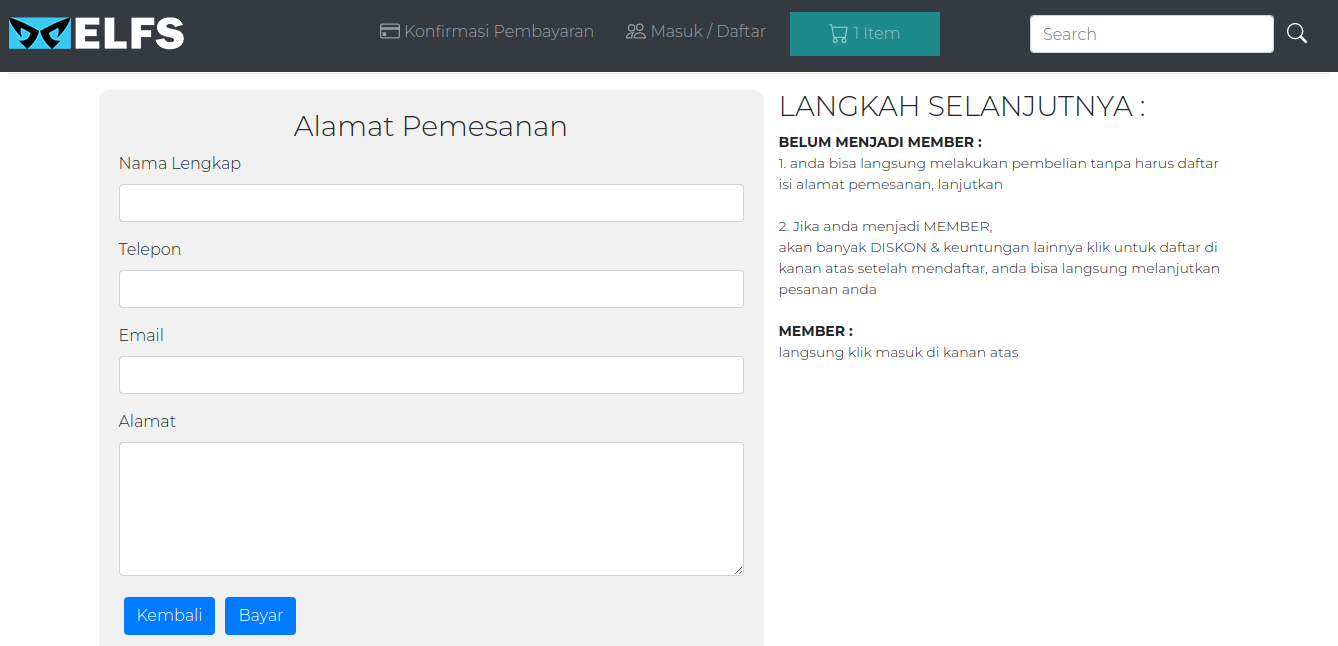 ELFS
Konfirmasi Pembayaran
Masuk / Daftar
1 Item
Search
Alamat Pemesanan
Nama Lengkap
Telepon
Email
Alamat
Kembali
Bayar
LANGKAH SELANJUTNYA :
BELUM MENJADI MEMBER :
1. anda bisa langsung melakukan pembelian tanpa harus daftar
isi alamat pemesanan, lanjutkan
2. Jika anda menjadi MEMBER,
akan banyak DISKON & keuntungan lainnya klik untuk daftar di
kanan atas setelah mendaftar, anda bisa langsung melanjutkan
pesanan anda
MEMBER :
langsung klik masuk di kanan atas